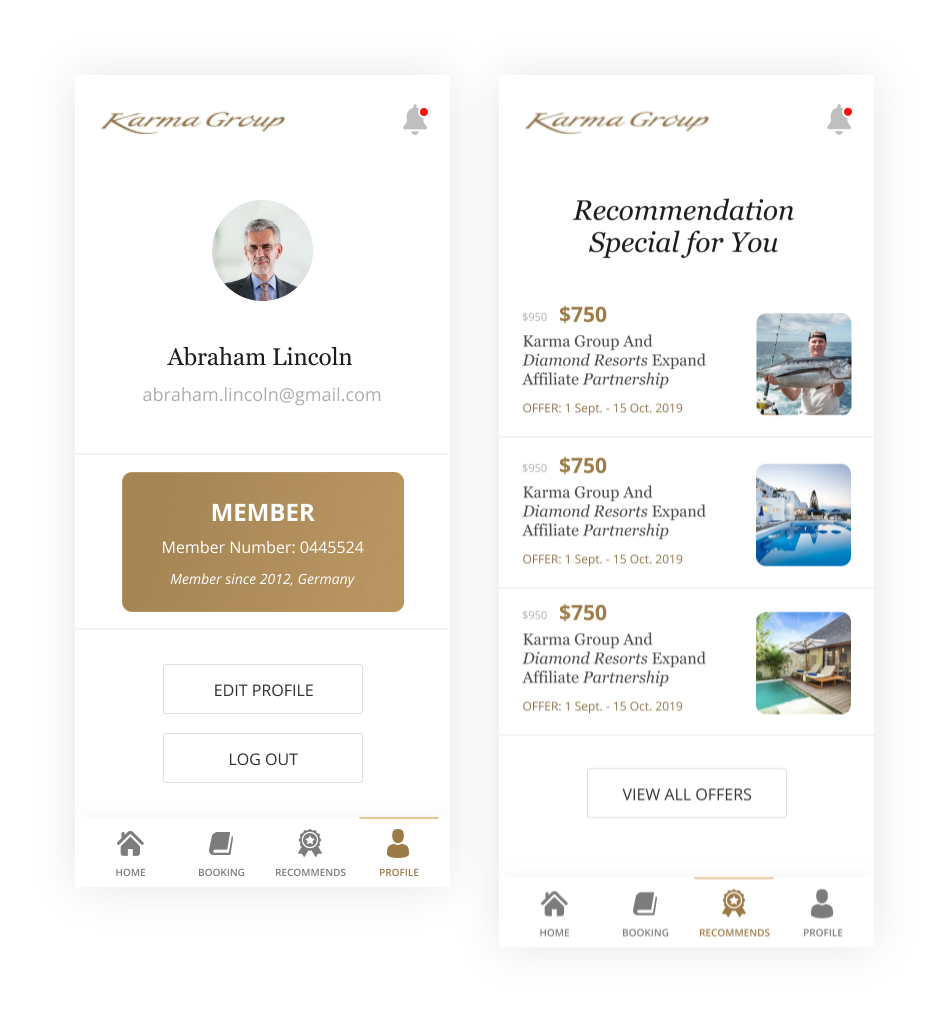 Karma Group
Abraham Lincoln
abraham.lincoln@gmail.com
MEMBER
Member Number: 0445524
Member since 2012, Germany
EDIT PROFILE
LOG OUT
HOME BOOKING RECOMMENDS PROFILE
Karma Group
Recommendation
Special for You
$950 $750
Karma Group And
Diamond Resorts Expand
Affiliate Partnership
OFFER: 1 Sept. - 15 Oct. 2019
$950 $750
Karma Group And
Diamond Resorts Expand
Affiliate Partnership
OFFER: 1 Sept. - 15 Oct. 2019
$950 $750
Karma Group And
Diamond Resorts Expand
Affiliate Partnership
OFFER: 1 Sept. - 15 Oct. 2019
VIEW ALL OFFERS
HOME BOOKING RECOMMENDS PROFILE